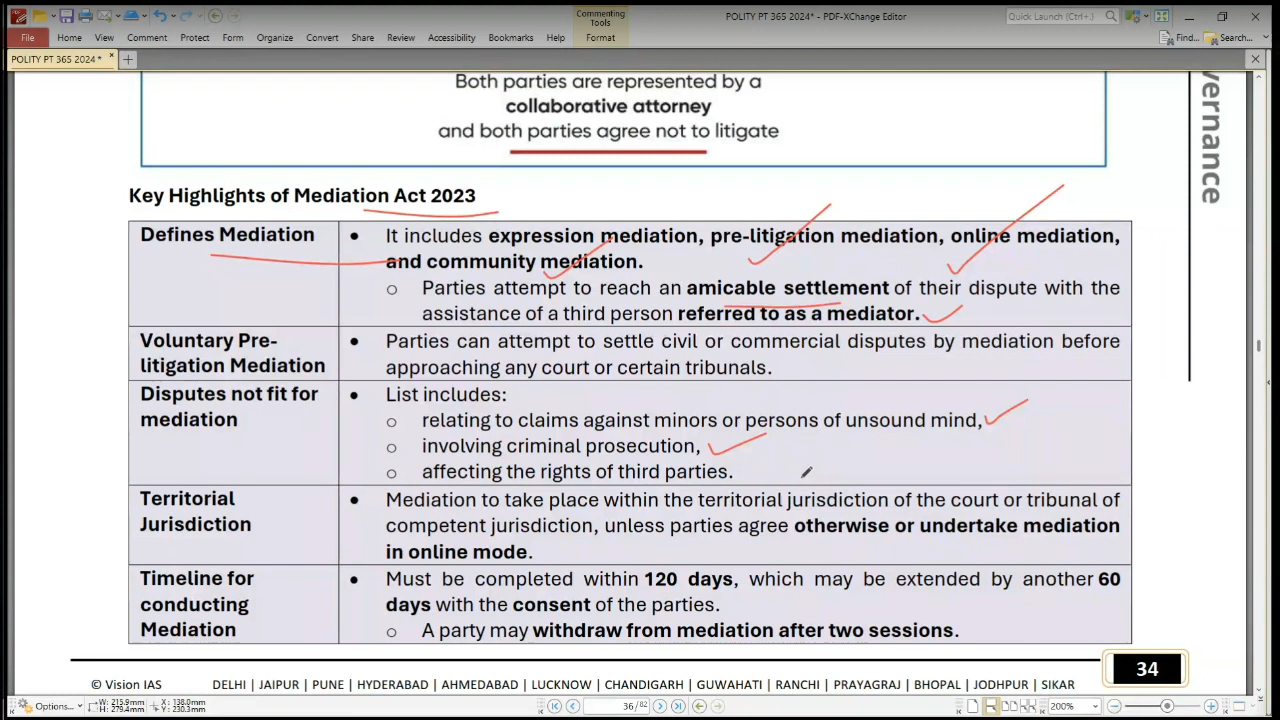 POLITY PT 365 2024* - PDF-XChange Editor
Commenting Tools
Quick Launch (Ctrl+.)
File Home View Comment Protect Form Organize Convert Share Review Accessibility Bookmarks Help Format Find... Search...
POLITY PT 365 2024 *
Both parties are represented by a
collaborative attorney
and both parties agree not to litigate
vernance
Key Highlights of Mediation Act 2023
Defines Mediation
• It includes expression mediation, pre-litigation mediation, online mediation,
and community mediation.
o Parties attempt to reach an amicable settlement of their dispute with the
assistance of a third person referred to as a mediator.
Voluntary Pre-
litigation Mediation
• Parties can attempt to settle civil or commercial disputes by mediation before
approaching any court or certain tribunals.
Disputes not fit for
mediation
• List includes:
o relating to claims against minors or persons of unsound mind,
o involving criminal prosecution,
o affecting the rights of third parties.
Territorial
Jurisdiction
• Mediation to take place within the territorial jurisdiction of the court or tribunal of
competent jurisdiction, unless parties agree otherwise or undertake mediation
in online mode.
Timeline for
conducting
Mediation
• Must be completed within 120 days, which may be extended by another 60
days with the consent of the parties.
o A party may withdraw from mediation after two sessions.
34
© Vision IAS
DELHI | JAIPUR | PUNE | HYDERABAD | AHMEDABAD | LUCKNOW | CHANDIGARH | GUWAHATI | RANCHI | PRAYAGRAJ | BHOPAL | JODHPUR | SIKAR
Options... W: 215.9mm X: 138.0mm 36 / 82 200%
H: 279.4mm Y: 230.3mm